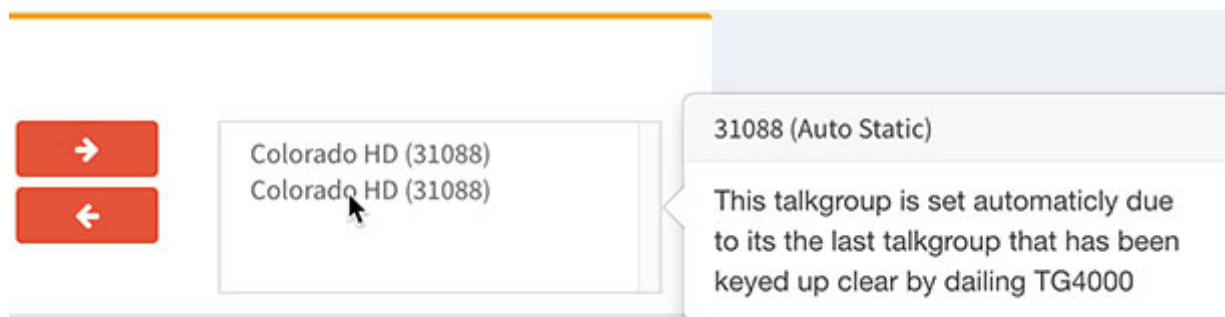 Colorado HD (31088)
Colorado HD (31088)
31088 (Auto Static)
This talkgroup is set automaticly due
to its the last talkgroup that has been
keyed up clear by dailing TG4000